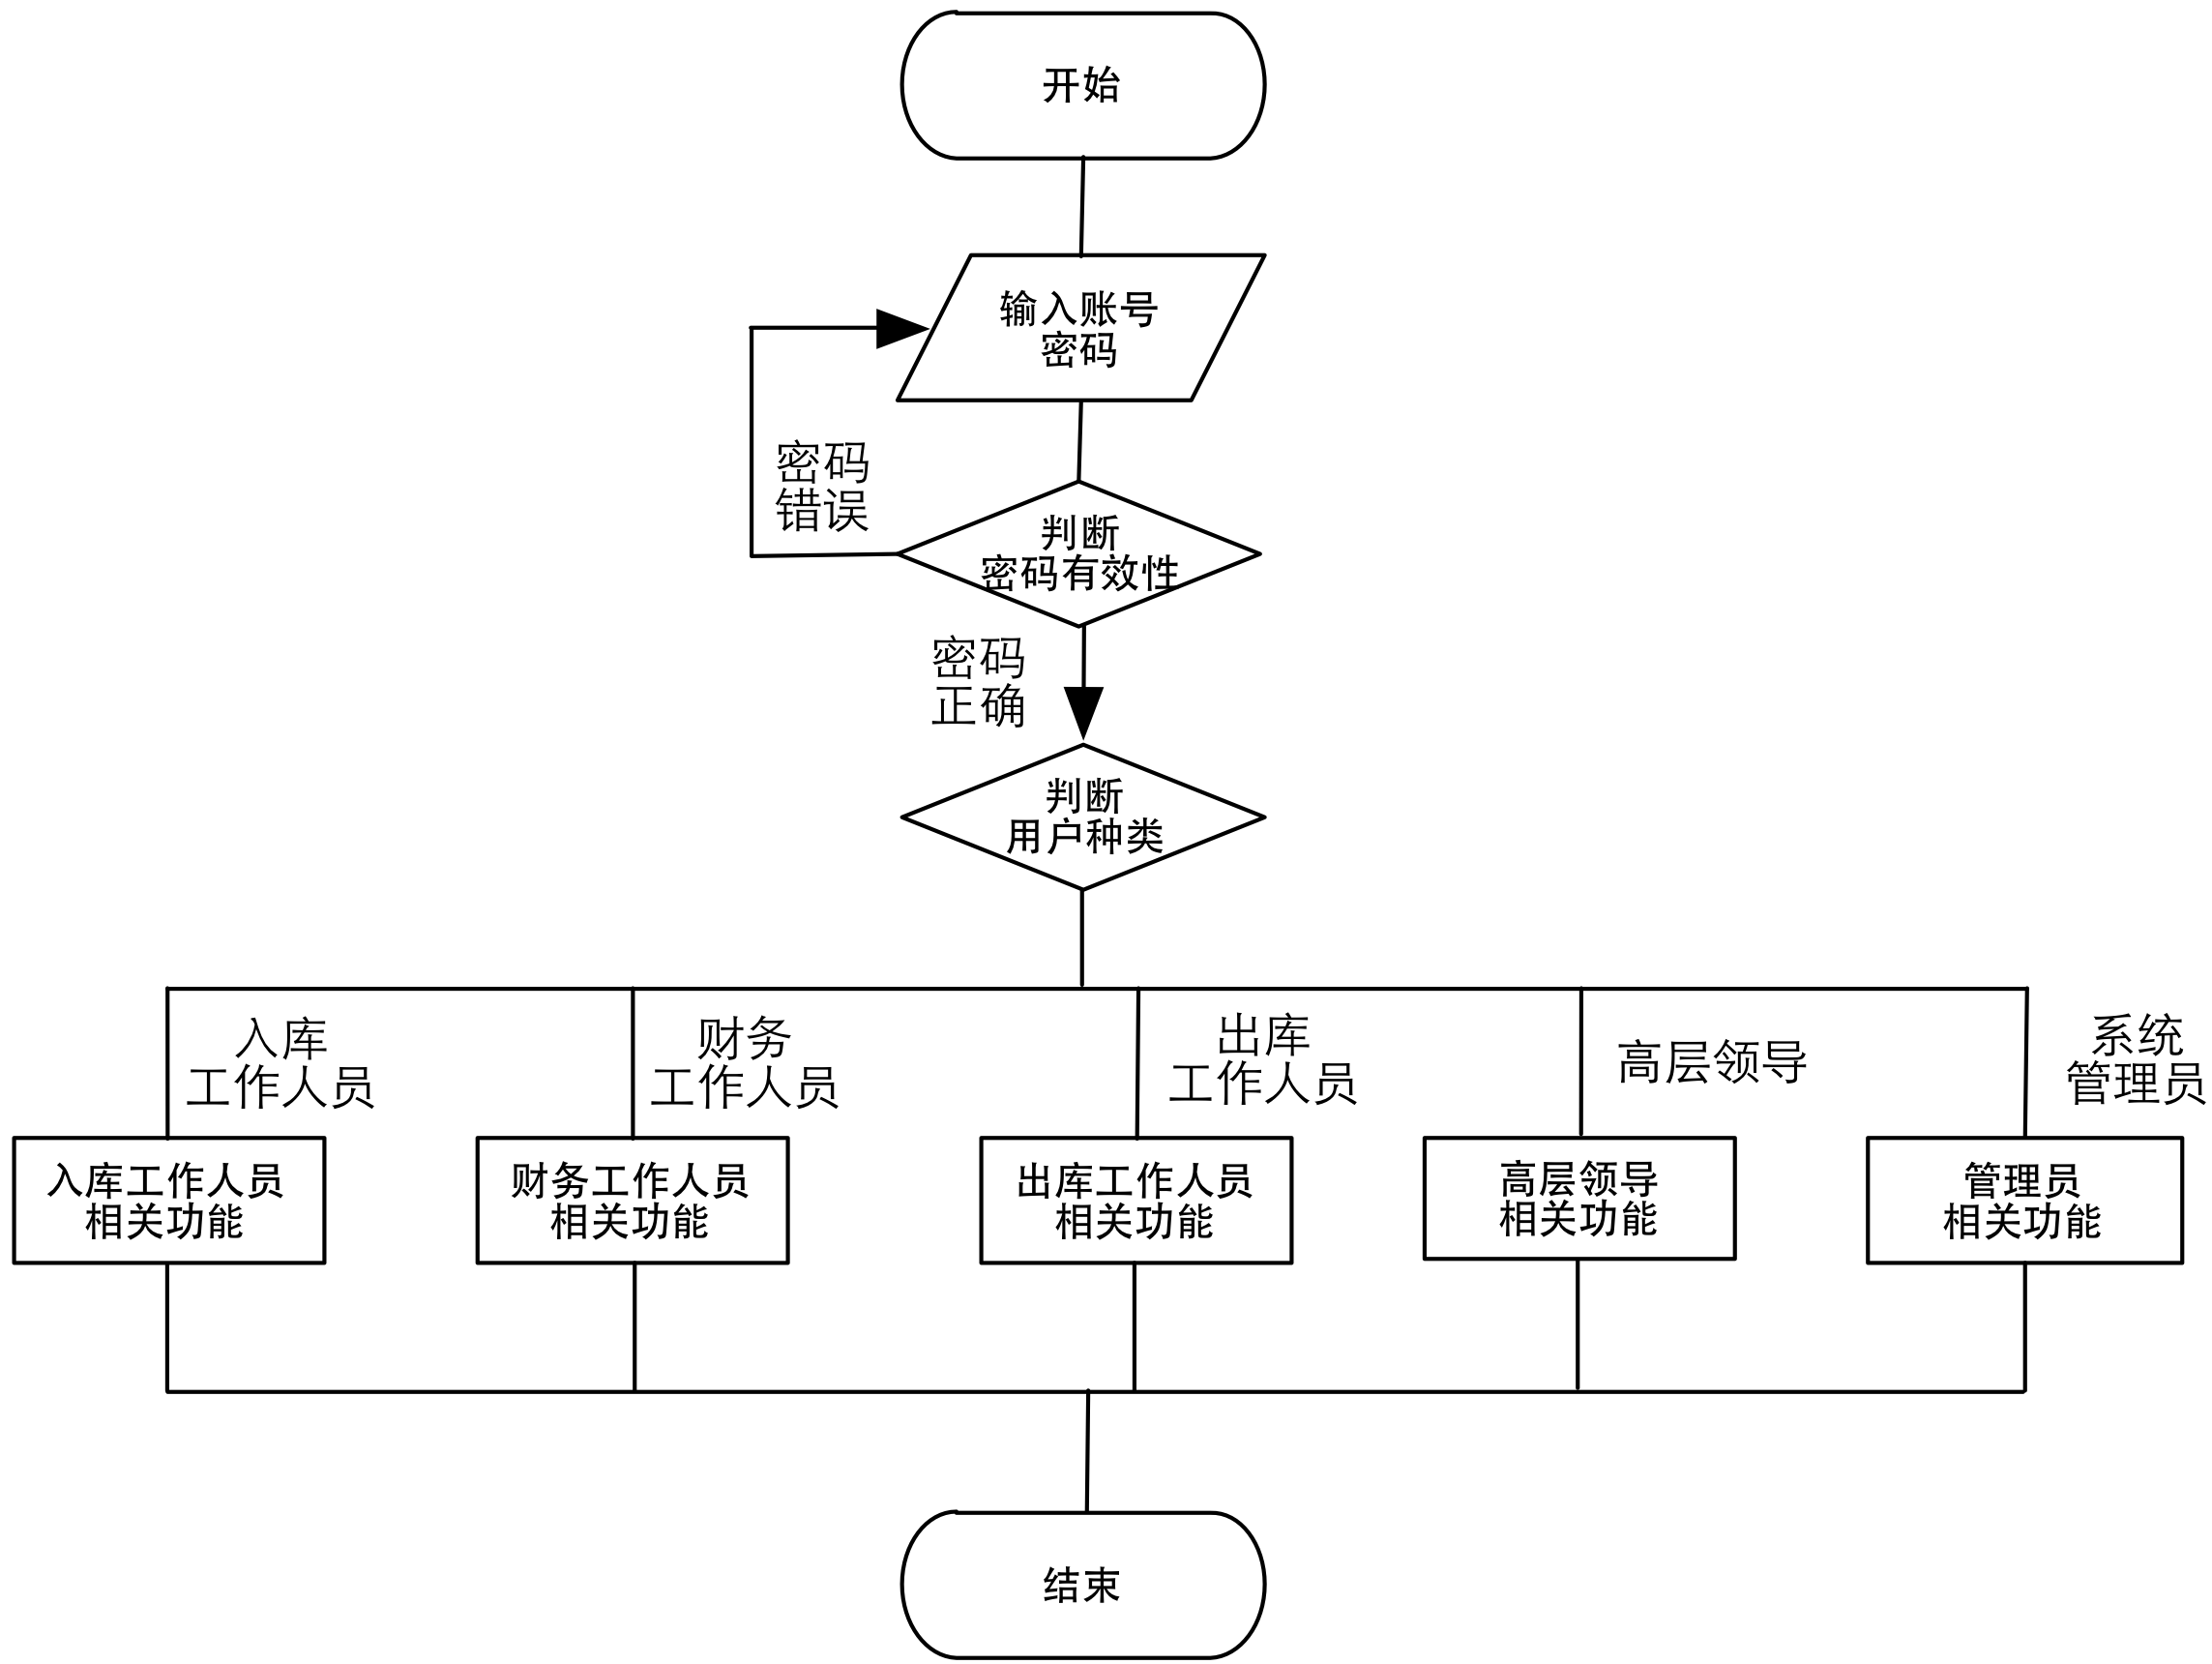 开始
输入账号
密码
密码
错误
判断
密码有效性
密码
正确
判断
用户种类
入库
工作人员
财务
工作人员
出库
工作人员
高层领导
系统
管理员
入库工作人员
相关功能
财务工作人员
相关功能
出库工作人员
相关功能
高层领导
相关功能
管理员
相关功能
结束